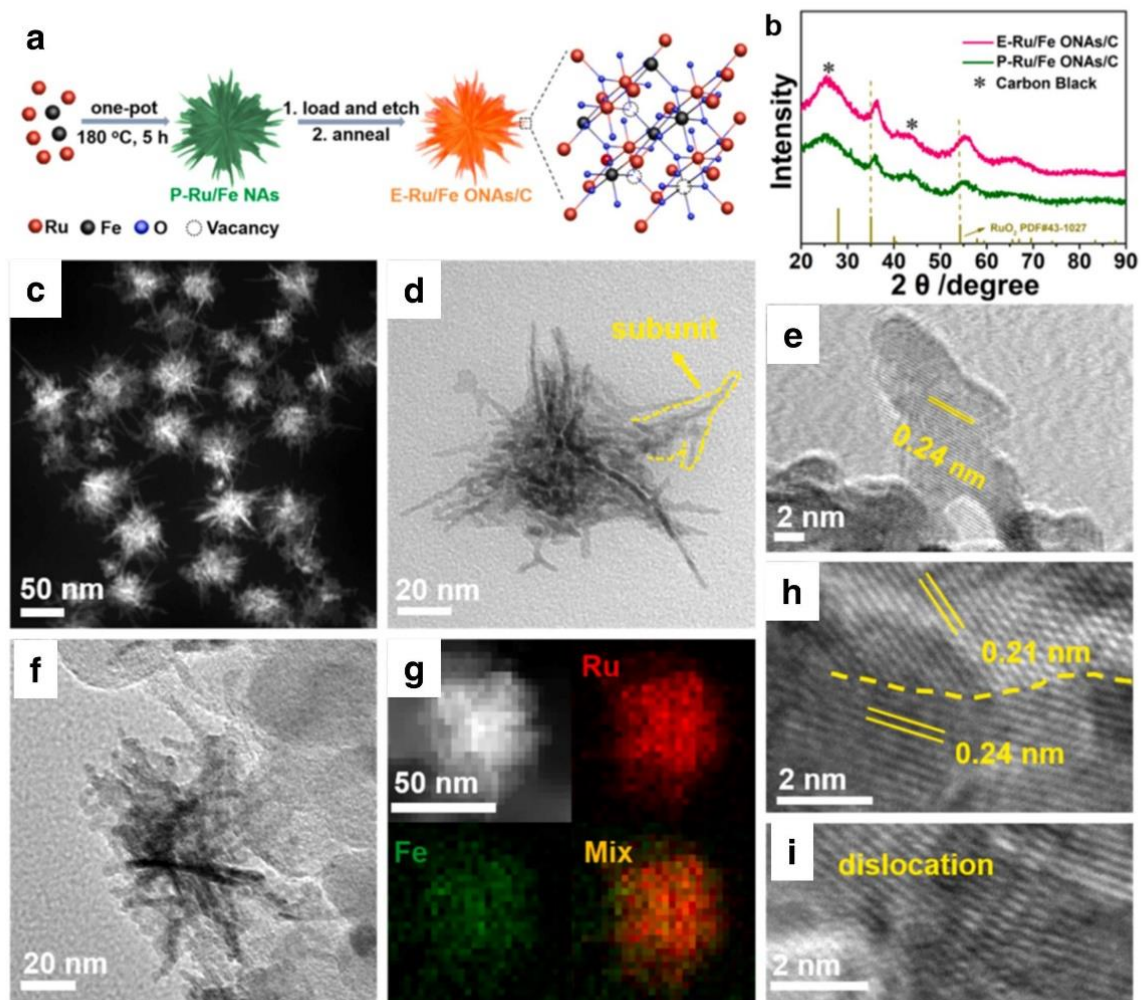 a
one-pot
180 °C, 5 h
1. load and etch
2. anneal
P-Ru/Fe NAs
E-Ru/Fe ONAs/C
Ru Fe O Vacancy
b
Intensity
E-Ru/Fe ONAs/C
P-Ru/Fe ONAs/C
* Carbon Black
*
*
RuO2 PDF#43-1027
20 30 40 50 60 70 80 90
2 θ /degree
c
50 nm
d
subunit
20 nm
e
0.24 nm
2 nm
f
20 nm
g
Ru
50 nm
Fe
Mix
h
0.21 nm
0.24 nm
2 nm
i
dislocation
2 nm